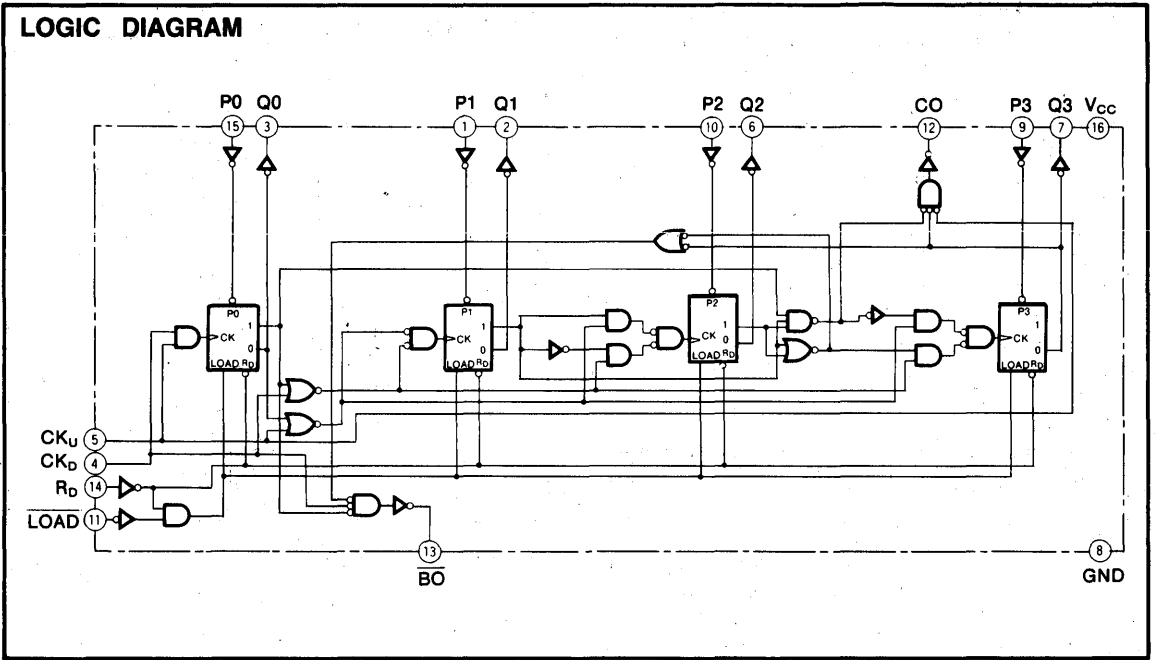 LOGIC DIAGRAM
P0 Q0 P1 Q1 P2 Q2 CO P3 Q3 VCC
15 3 1 2 10 6 12 9 7 16
P0
1
CK
0
LOAD RD
P1
1
CK
0
LOAD RD
P2
1
CK
0
LOAD RD
P3
1
CK
0
LOAD RD
CKU 5
CKD 4
RD 14
LOAD 11
13
BO
8
GND